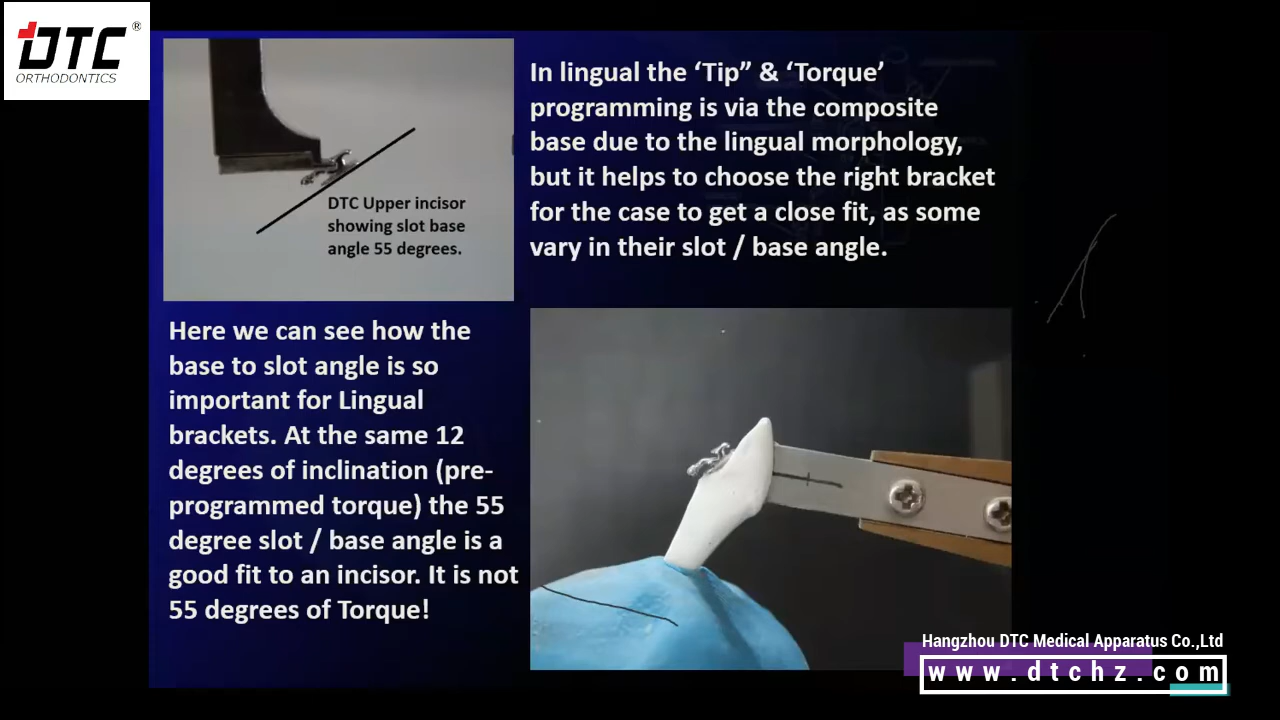 DTC®
ORTHODONTICS
In lingual the ‘Tip” & ‘Torque’
programming is via the composite
base due to the lingual morphology,
but it helps to choose the right bracket
for the case to get a close fit, as some
vary in their slot / base angle.
DTC Upper incisor
showing slot base
angle 55 degrees.
Here we can see how the
base to slot angle is so
important for Lingual
brackets. At the same 12
degrees of inclination (pre-
programmed torque) the 55
degree slot / base angle is a
good fit to an incisor. It is not
55 degrees of Torque!
Hangzhou DTC Medical Apparatus Co.,Ltd
www.dtchz.com